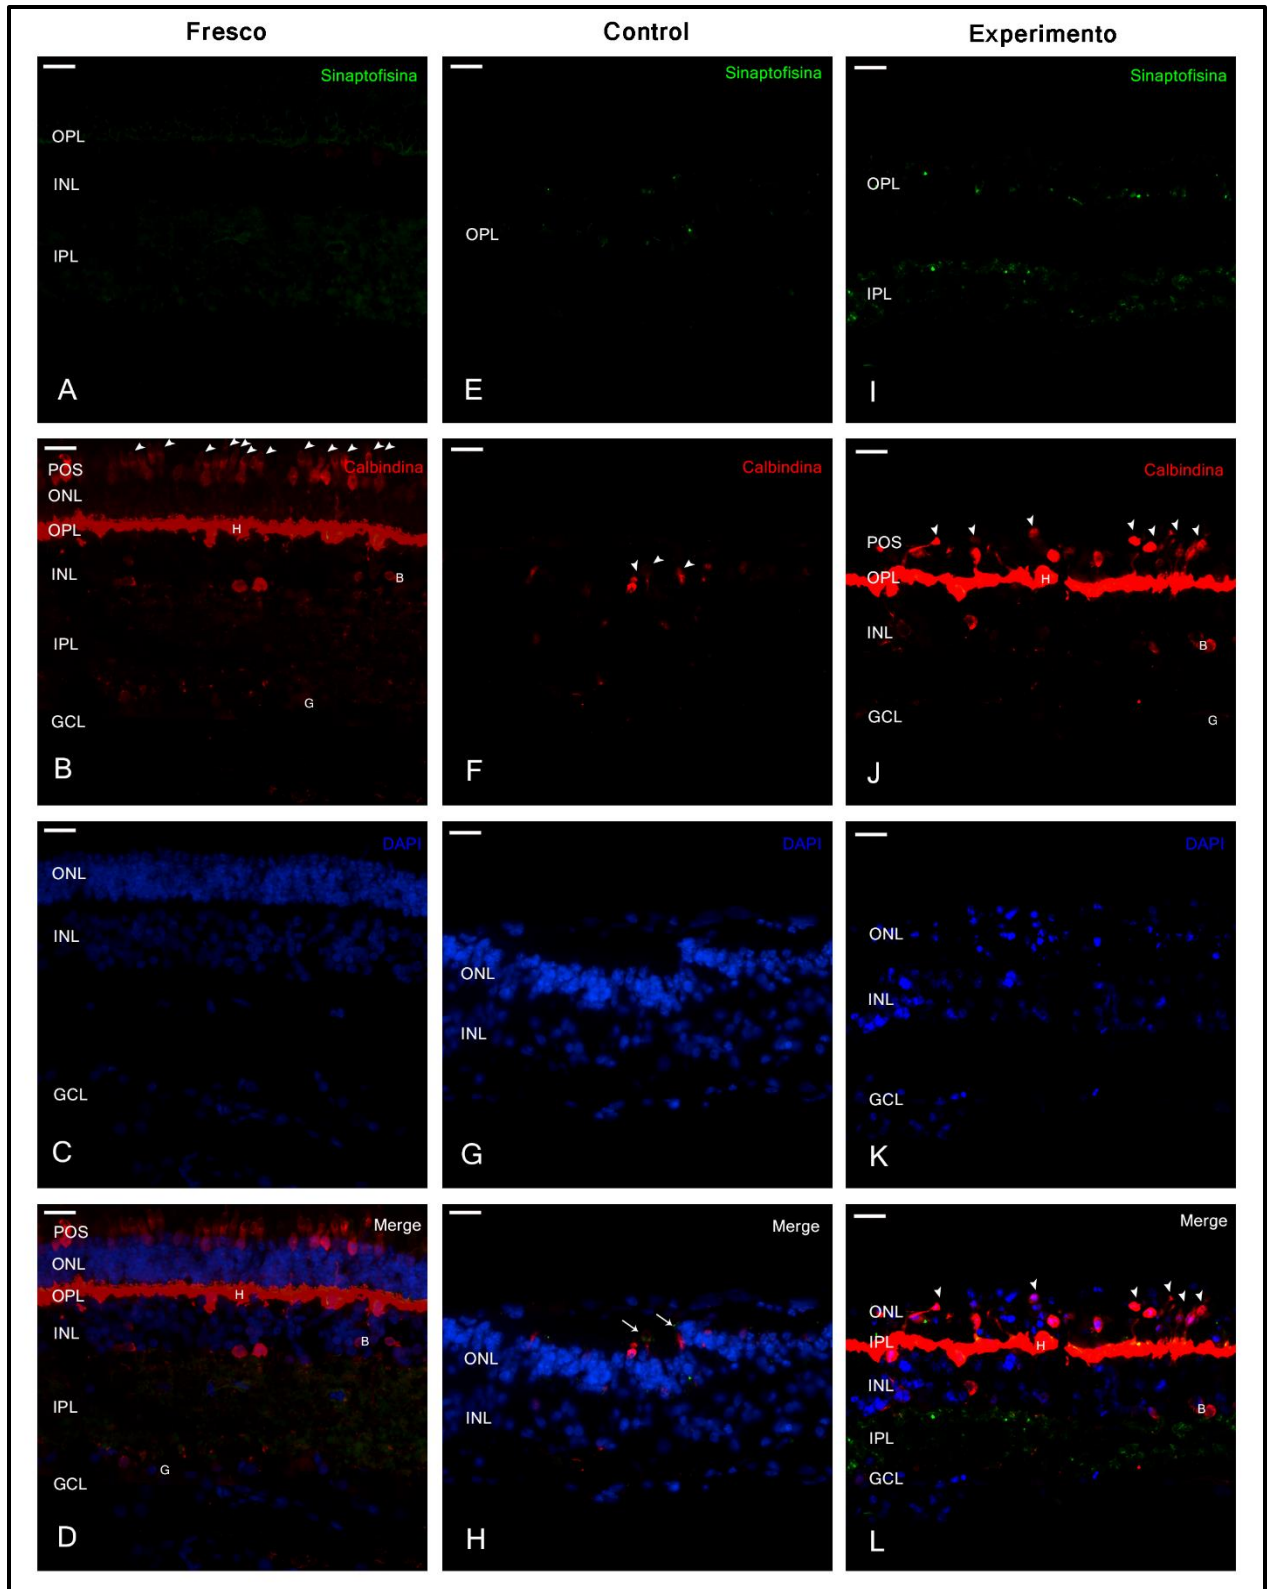 Fresco Control Experimento
Sinaptofisina
OPL
INL
IPL
A
Sinaptofisina
OPL
E
Sinaptofisina
OPL
IPL
I
Calbindina
POS
ONL
OPL
H
INL
B
IPL
G
GCL
B
Calbindina
F
Calbindina
POS
OPL
H
INL
B
GCL
G
J
DAPI
ONL
INL
GCL
C
DAPI
ONL
INL
G
DAPI
ONL
INL
GCL
K
Merge
POS
ONL
OPL
H
INL
B
IPL
G
GCL
D
Merge
ONL
INL
H
Merge
ONL
IPL
H
INL
B
IPL
GCL
L